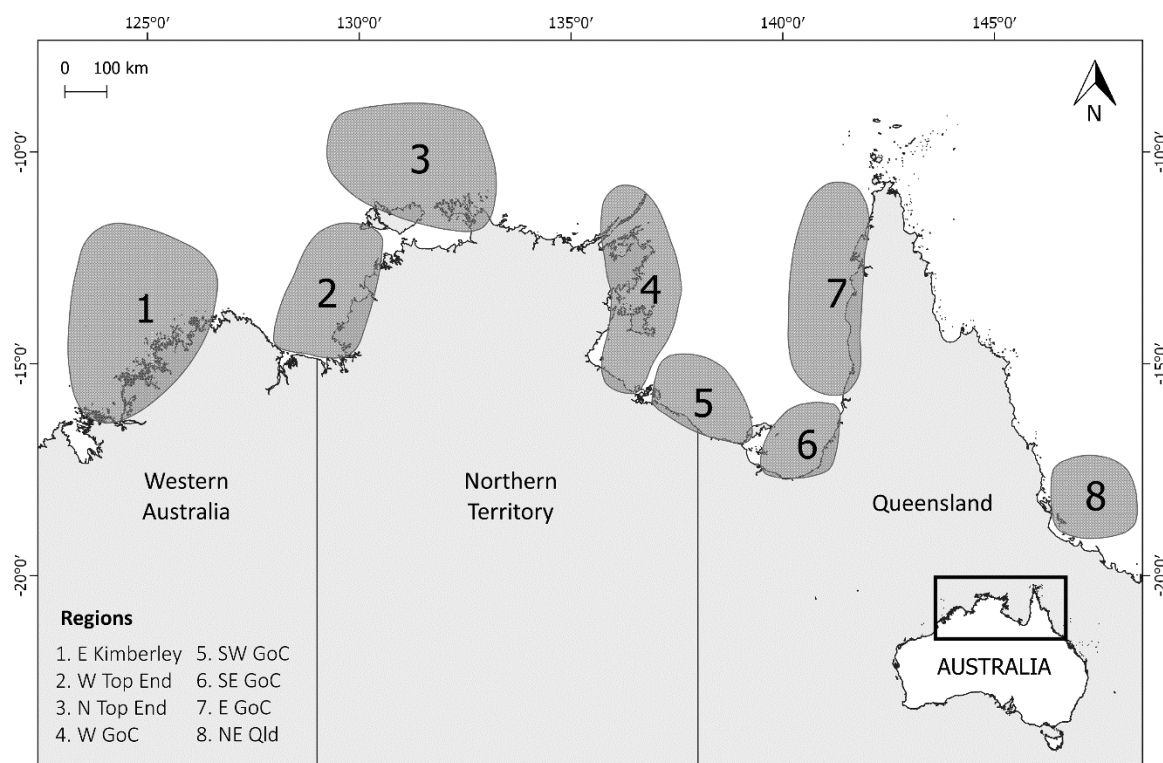 125°0′ 130°0′ 135°0′ 140°0′ 145°0′
0 100 km
N
-10°0′ -10°0′
3
1 2 4 7
-15°0′ -15°0′
5
6
Western Australia
Northern Territory
Queensland
8
-20°0′ -20°0′
Regions
1. E Kimberley 5. SW GoC
2. W Top End 6. SE GoC
3. N Top End 7. E GoC
4. W GoC 8. NE Qld
AUSTRALIA